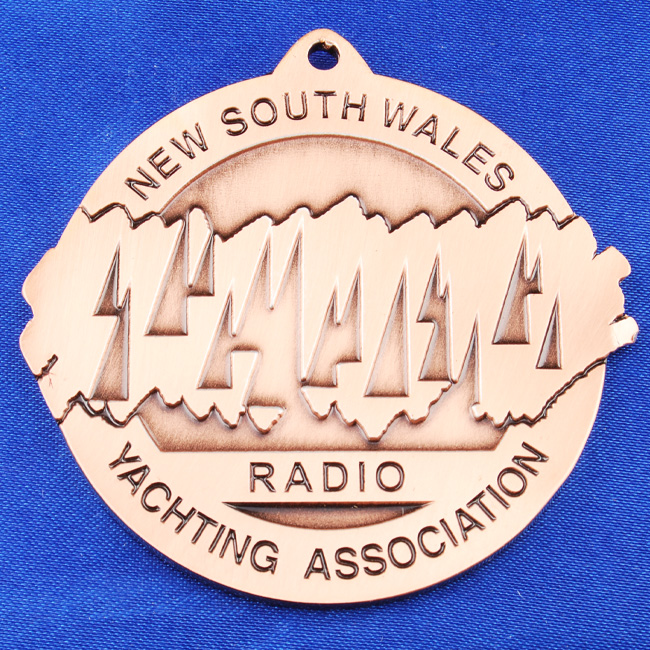 NEW SOUTH WALES
RADIO
YACHTING ASSOCIATION